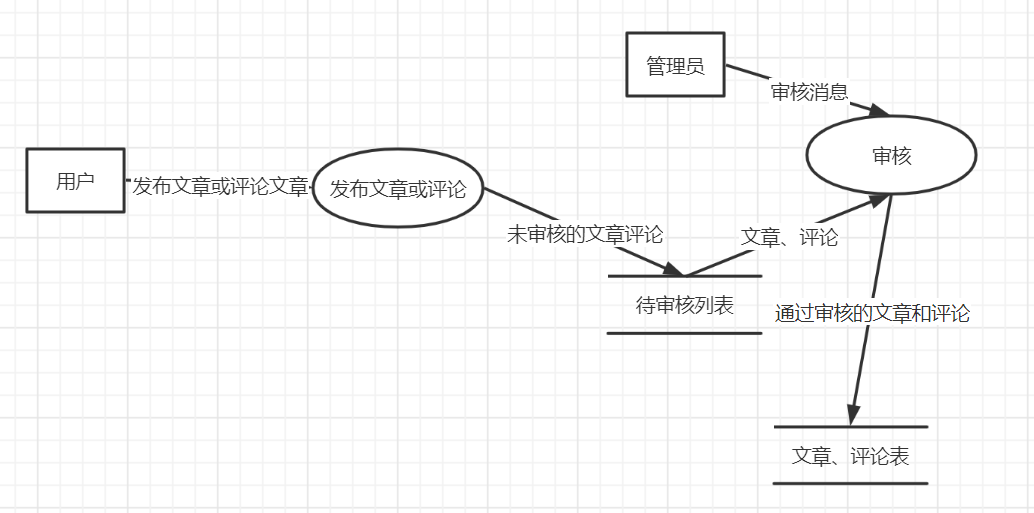 管理员
审核消息
审核
用户
发布文章或评论文章
发布文章或评论
未审核的文章评论
文章、评论
待审核列表
通过审核的文章和评论
文章、评论表